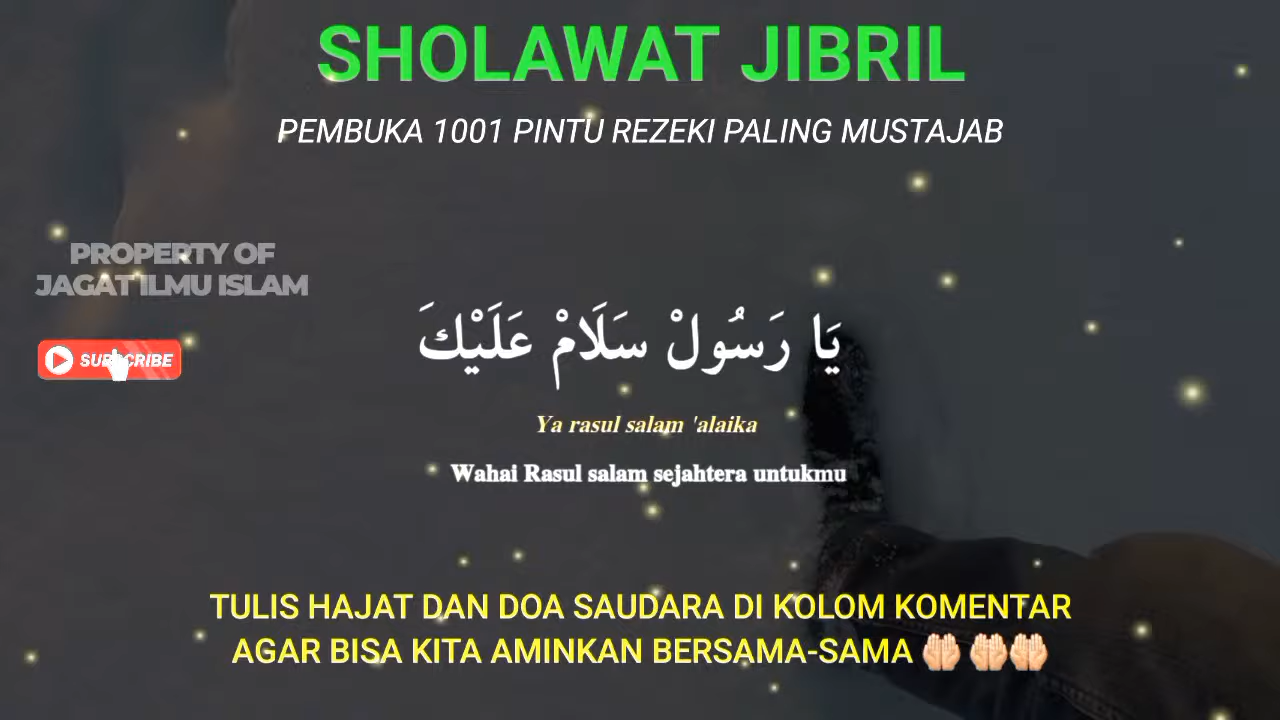 SHOLAWAT JIBRIL
PEMBUKA 1001 PINTU REZEKI PALING MUSTAJAB
PROPERTY OF
JAGAT ILMU ISLAM
SUBSCRIBE
يَا رَسُولْ سَلَامْ عَلَيْكَ
Ya rasul salam 'alaika
Wahai Rasul salam sejahtera untukmu
TULIS HAJAT DAN DOA SAUDARA DI KOLOM KOMENTAR
AGAR BISA KITA AMINKAN BERSAMA-SAMA 🤲🏻 🤲🏻🤲🏻